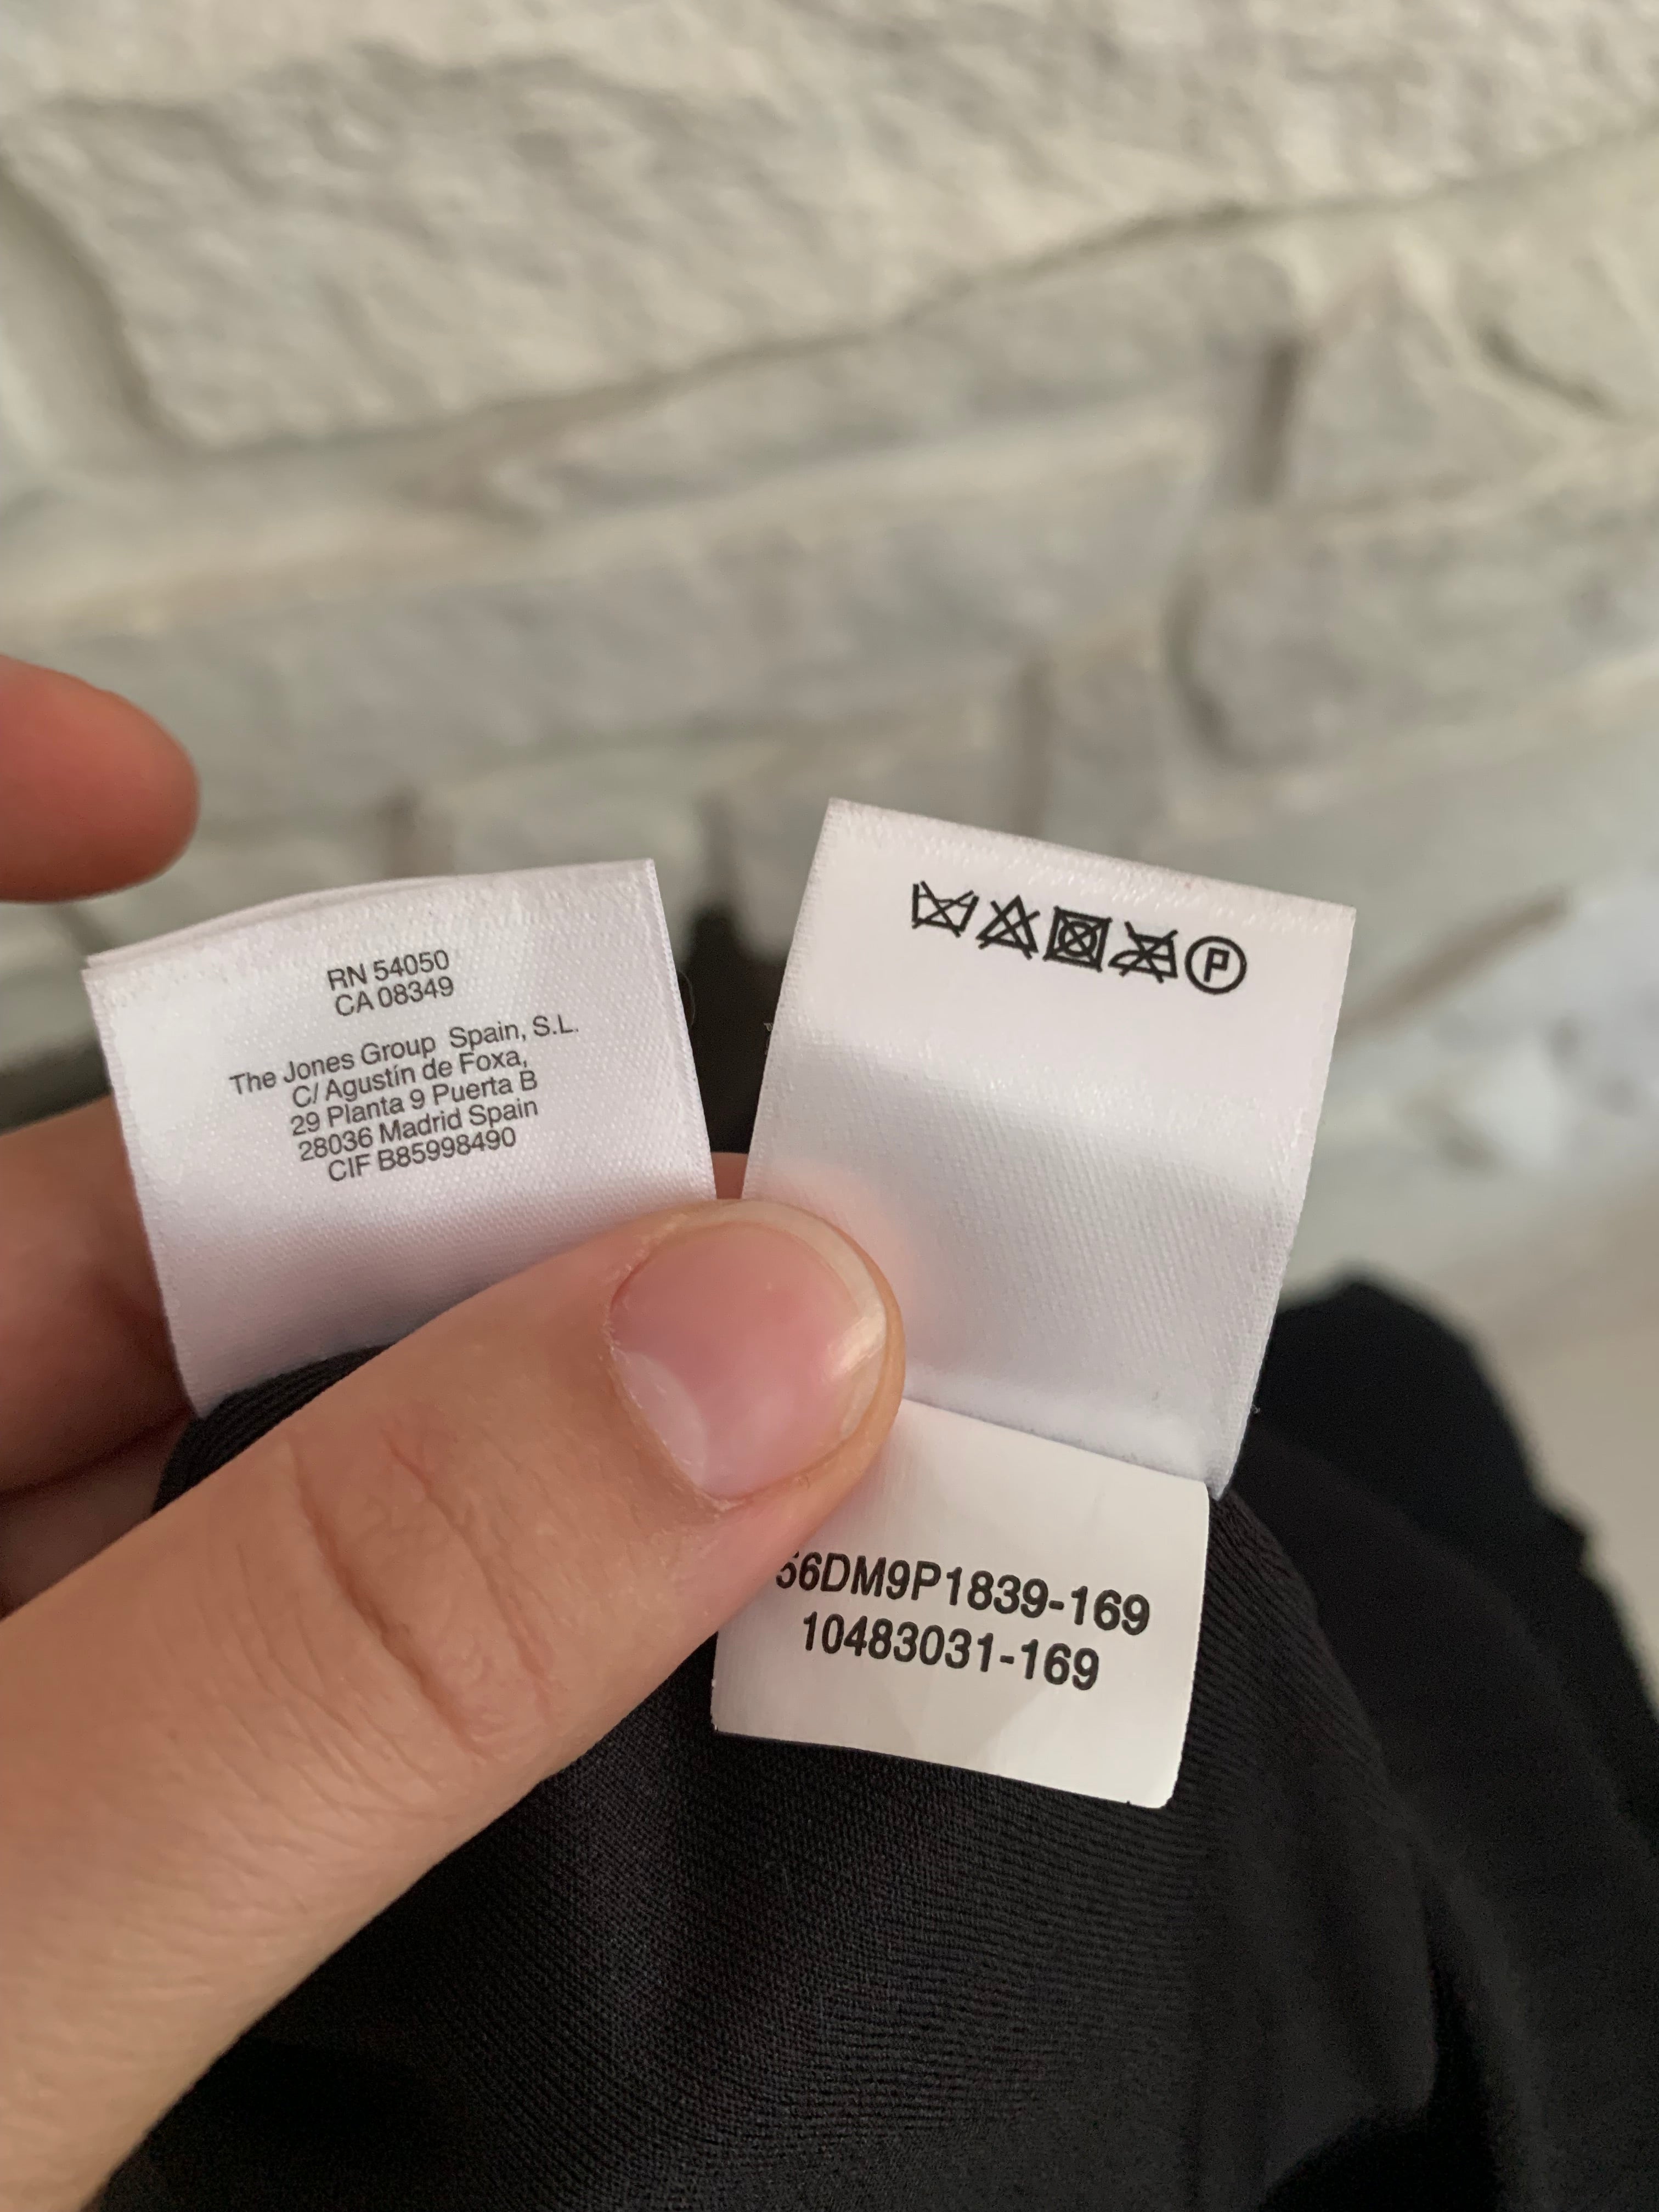 RN 54050
CA 08349
The Jones Group Spain, S.L.
C/ Agustín de Foxa,
29 Planta 9 Puerta B
28036 Madrid Spain
CIF B85998490
P
56DM9P1839-169
10483031-169